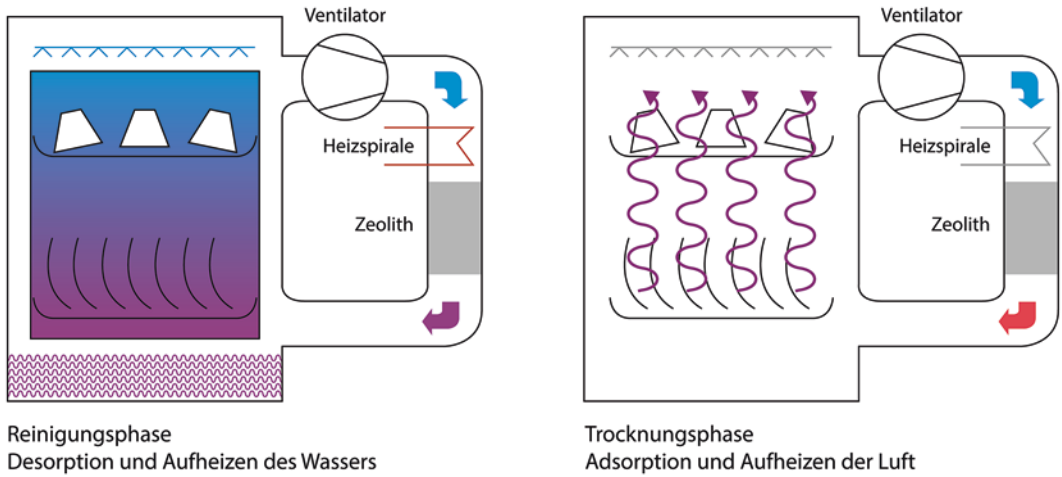 Ventilator
Heizspirale
Zeolith
Reinigungsphase
Desorption und Aufheizen des Wassers
Ventilator
Heizspirale
Zeolith
Trocknungsphase
Adsorption und Aufheizen der Luft